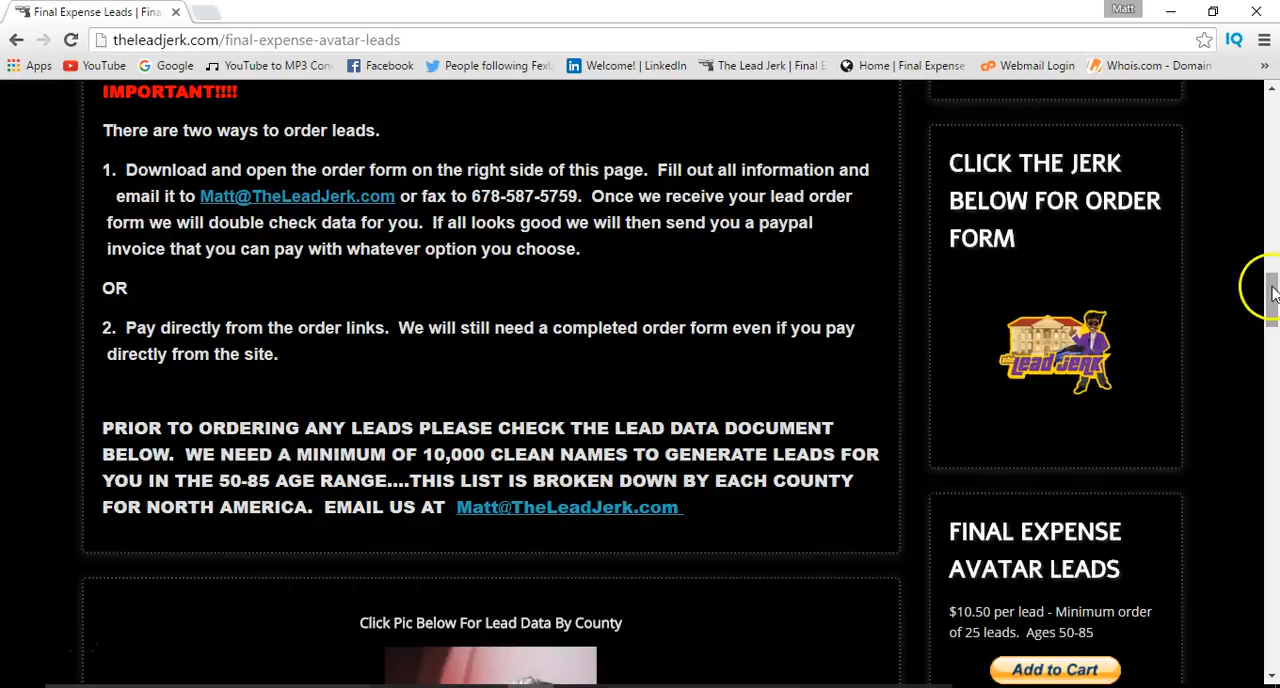 Final Expense Leads | Fina
Matt
theleadjerk.com/final-expense-avatar-leads
IQ
Apps YouTube Google YouTube to MP3 Con Facebook People following Fex Welcome! | LinkedIn The Lead Jerk | Final E Home | Final Expense Webmail Login Whois.com - Domain »
IMPORTANT!!!!
There are two ways to order leads.
1. Download and open the order form on the right side of this page. Fill out all information and
email it to Matt@TheLeadJerk.com or fax to 678-587-5759. Once we receive your lead order
form we will double check data for you. If all looks good we will then send you a paypal
invoice that you can pay with whatever option you choose.
OR
2. Pay directly from the order links. We will still need a completed order form even if you pay
directly from the site.
PRIOR TO ORDERING ANY LEADS PLEASE CHECK THE LEAD DATA DOCUMENT
BELOW. WE NEED A MINIMUM OF 10,000 CLEAN NAMES TO GENERATE LEADS FOR
YOU IN THE 50-85 AGE RANGE....THIS LIST IS BROKEN DOWN BY EACH COUNTY
FOR NORTH AMERICA. EMAIL US AT Matt@TheLeadJerk.com
Click Pic Below For Lead Data By County
CLICK THE JERK
BELOW FOR ORDER
FORM
the Lead Jerk
FINAL EXPENSE
AVATAR LEADS
$10.50 per lead - Minimum order
of 25 leads. Ages 50-85
Add to Cart